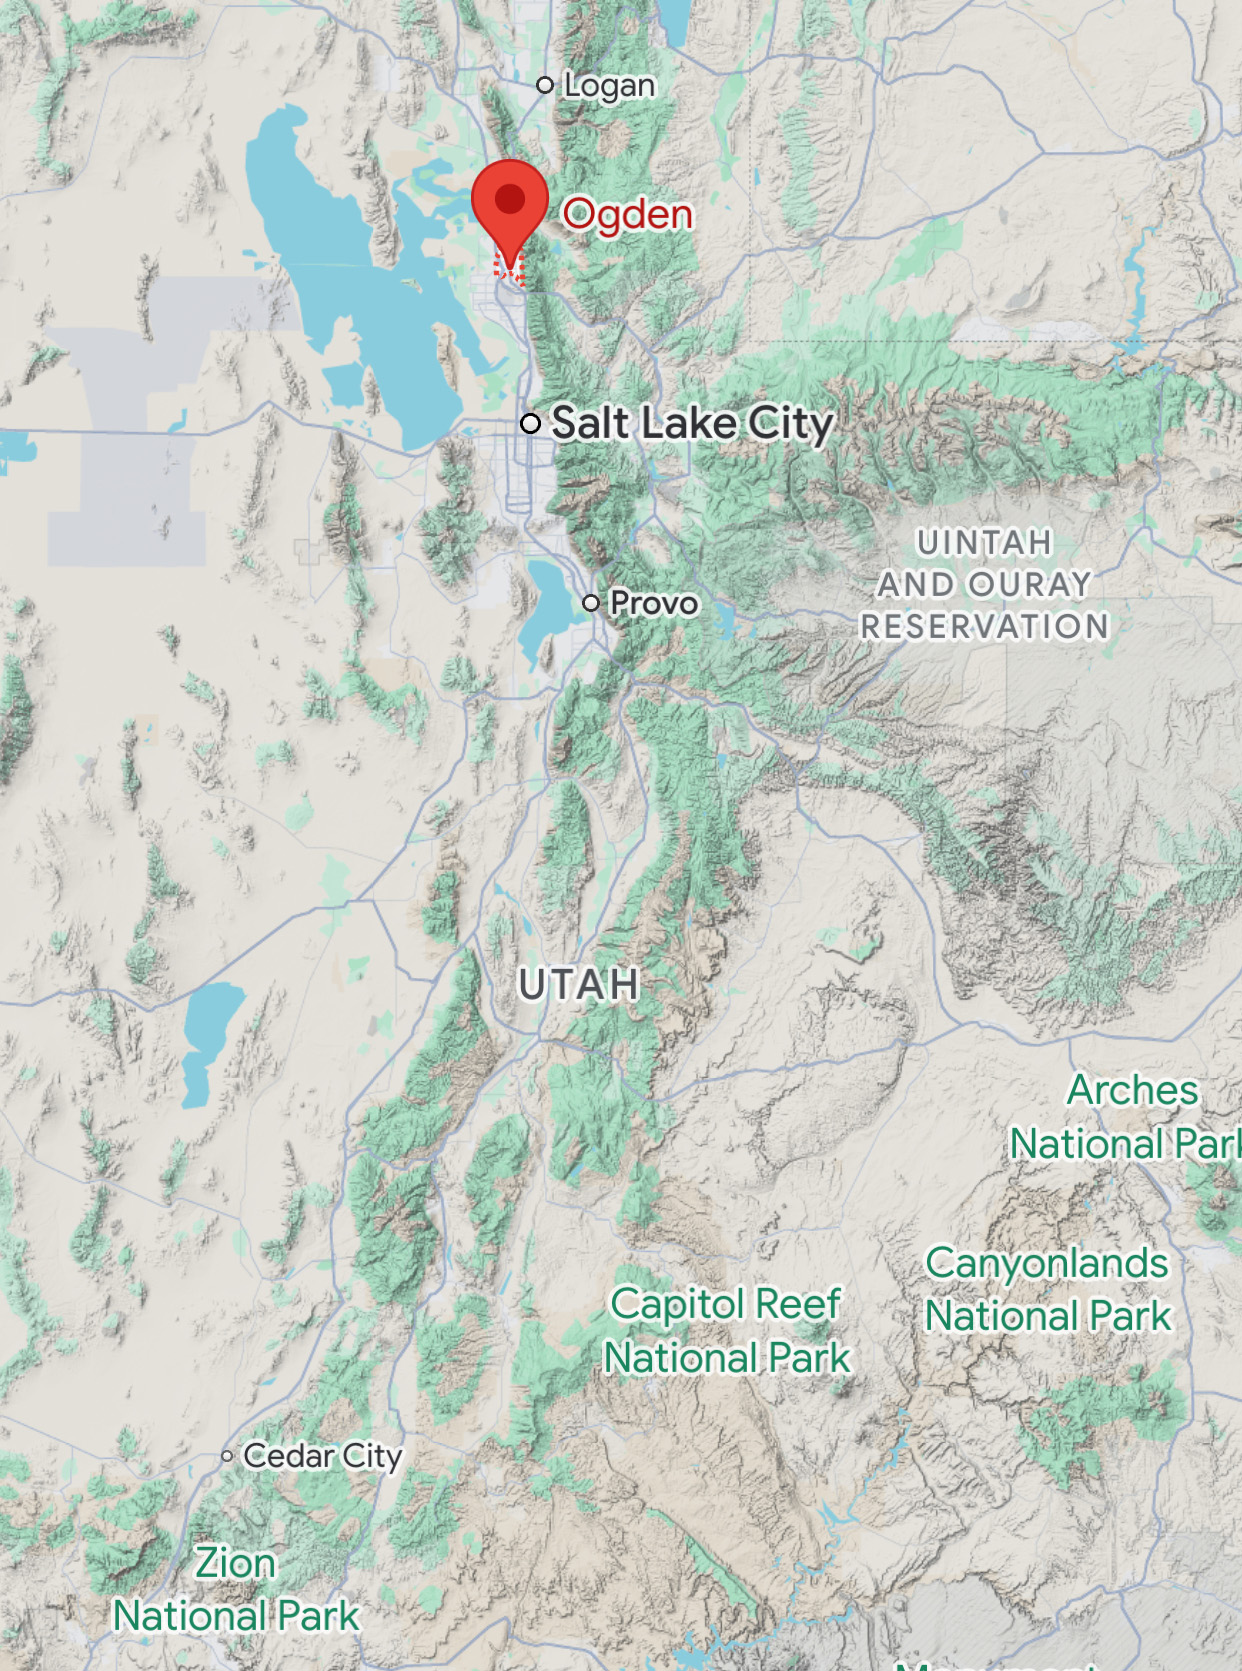 Logan
Ogden
Salt Lake City
UINTAH
AND OURAY
RESERVATION
Provo
UTAH
Arches
National Park
Canyonlands
National Park
Capitol Reef
National Park
Cedar City
Zion
National Park